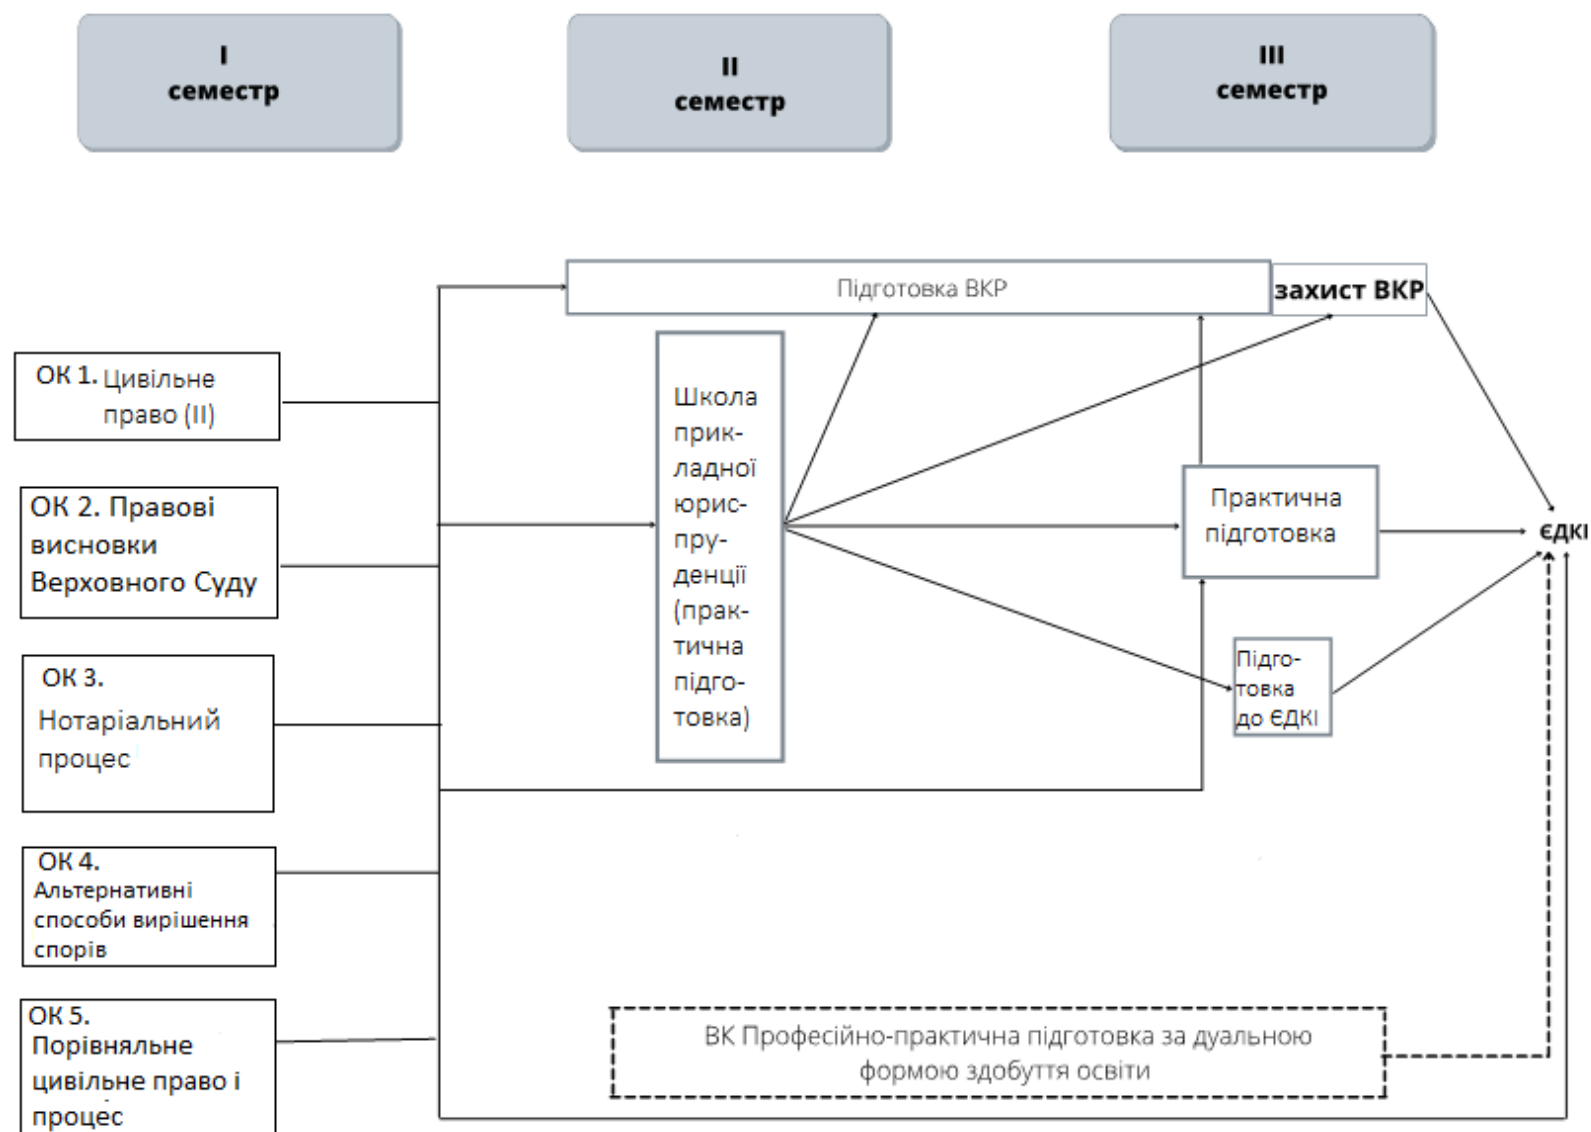 I
семестр
II
семестр
III
семестр
Підготовка ВКР
захист ВКР
ОК 1. Цивільне
право (II)
ОК 2. Правові
висновки
Верховного Суду
ОК 3.
Нотаріальний
процес
ОК 4.
Альтернативні
способи вирішення
спорів
ОК 5.
Порівняльне
цивільне право і
процес
Школа
прик-
ладної
юрис-
пру-
денції
(прак-
тична
підго-
товка)
Практична
підготовка
Підго-
товка
до ЄДКІ
ЄДКІ
ВК Професійно-практична підготовка за дуальною
формою здобуття освіти